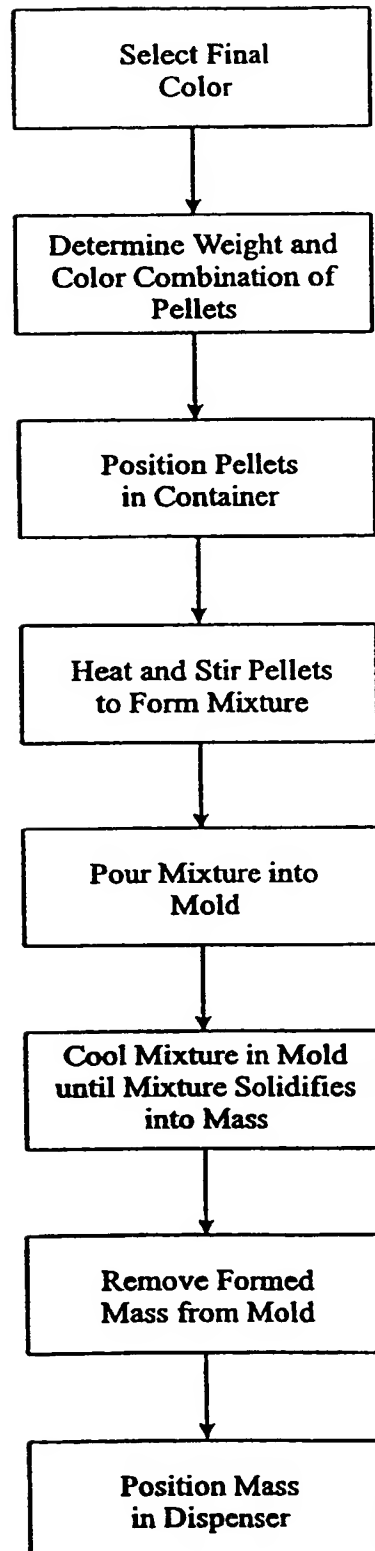 Select Final
Color
Determine Weight and
Color Combination of
Pellets
Position Pellets
in Container
Heat and Stir Pellets
to Form Mixture
Pour Mixture into
Mold
Cool Mixture in Mold
until Mixture Solidifies
into Mass
Remove Formed
Mass from Mold
Position Mass
in Dispenser